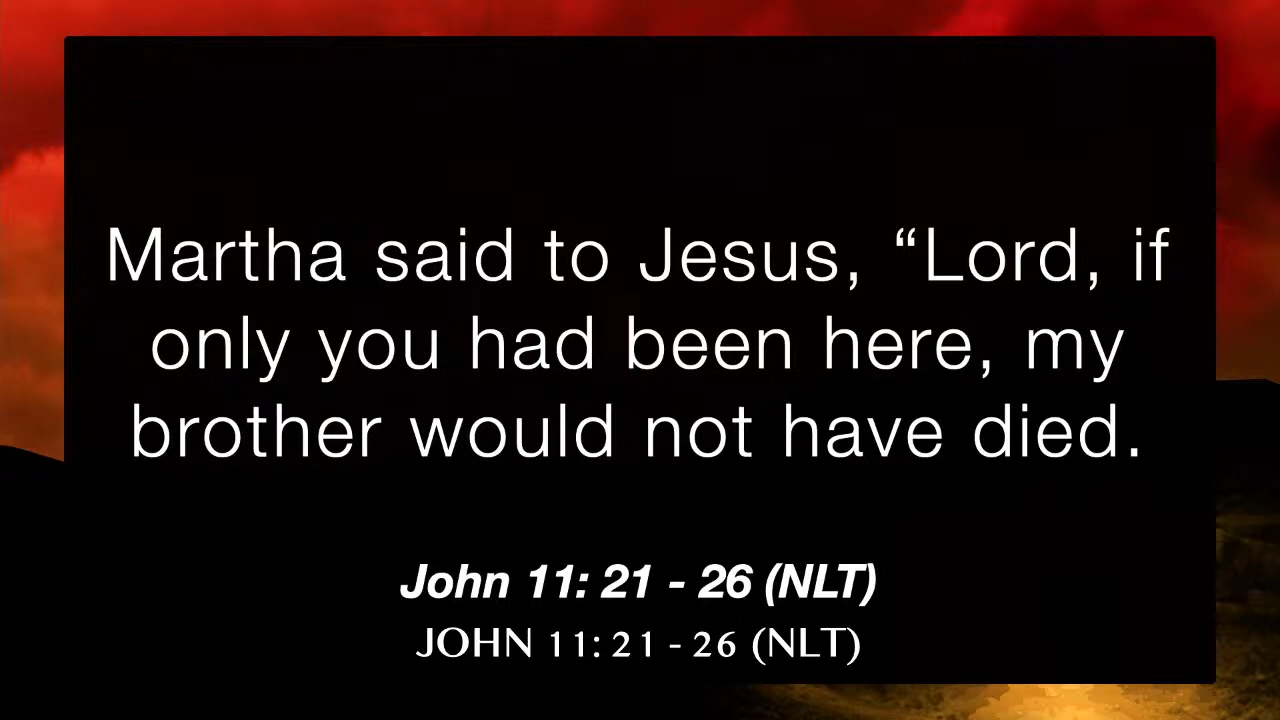 Martha said to Jesus, “Lord, if
only you had been here, my
brother would not have died.
John 11: 21 - 26 (NLT)
JOHN 11: 21 - 26 (NLT)